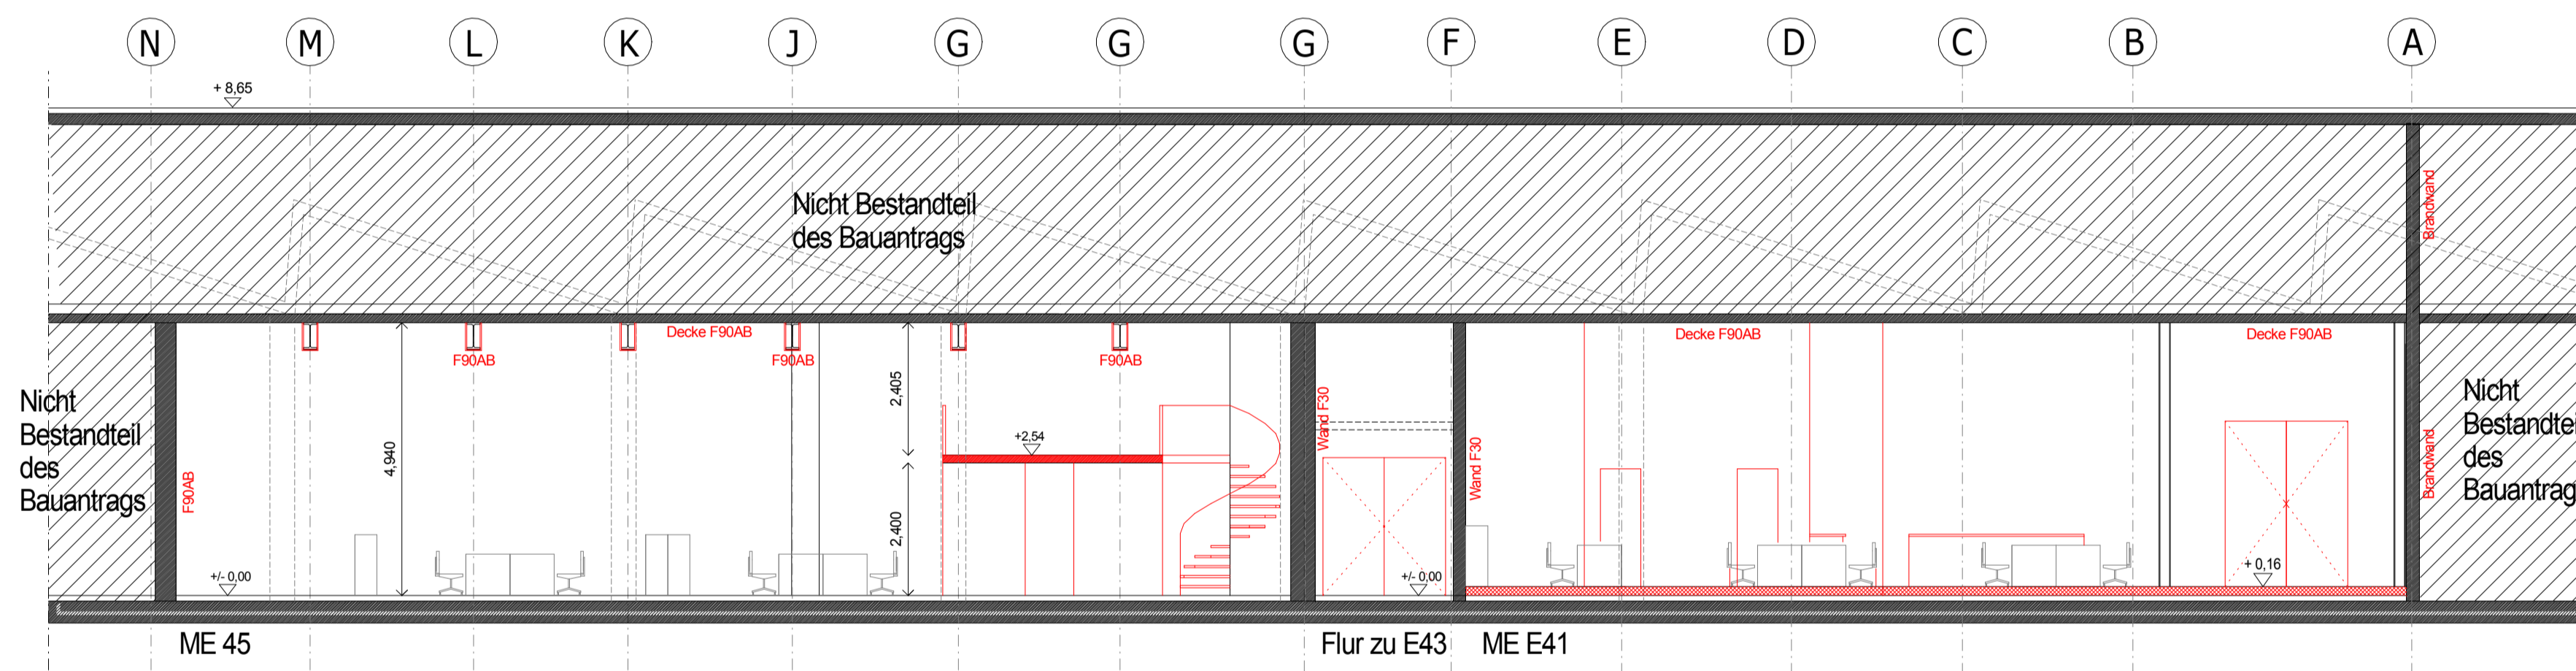 N M L K J G G G F E D C B A
+ 8,65
Nicht Bestandteil
des Bauantrags
Brandwand
Decke F90AB
Decke F90AB
Decke F90AB
F90AB
F90AB
F90AB
2,405
Nicht
Bestandteil
des
Bauantrags
F90AB
4,940
+2,54
2,400
Wand F30
Wand F30
Brandwand
Nicht
Bestandtei
des
Bauantrag
+/- 0,00
+/- 0,00
+ 0,16
ME 45
Flur zu E43
ME E41